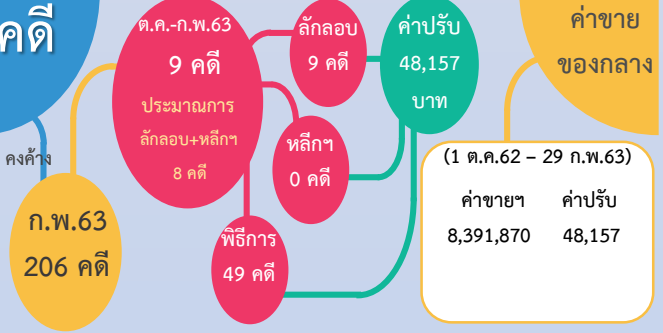 คดี
คงค้าง
ก.พ.63
206 คดี
ต.ค.-ก.พ.63
9 คดี
ประมาณการ
ลักลอบ+หลีกฯ
8 คดี
ลักลอบ
9 คดี
หลีกฯ
0 คดี
พิธีการ
49 คดี
ค่าปรับ
48,157
บาท
ค่าขาย
ของกลาง
(1 ต.ค.62 – 29 ก.พ.63)
ค่าขายฯ ค่าปรับ
8,391,870 48,157